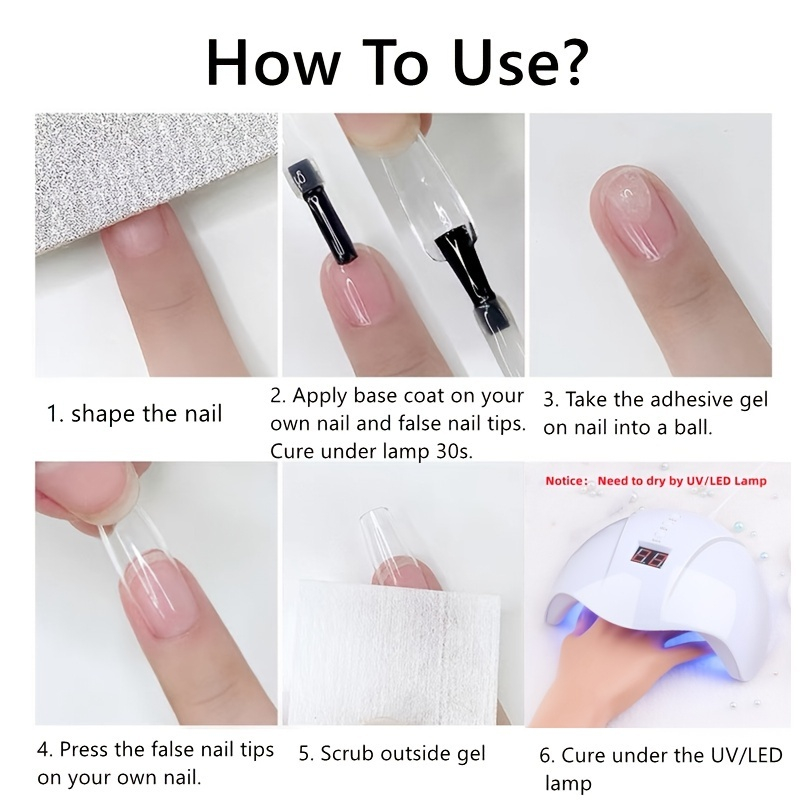 How To Use?
1. shape the nail
2. Apply base coat on your
own nail and false nail tips.
Cure under lamp 30s.
3. Take the adhesive gel
on nail into a ball.
Notice: Need to dry by UV/LED Lamp
4. Press the false nail tips
on your own nail.
5. Scrub outside gel
6. Cure under the UV/LED
lamp